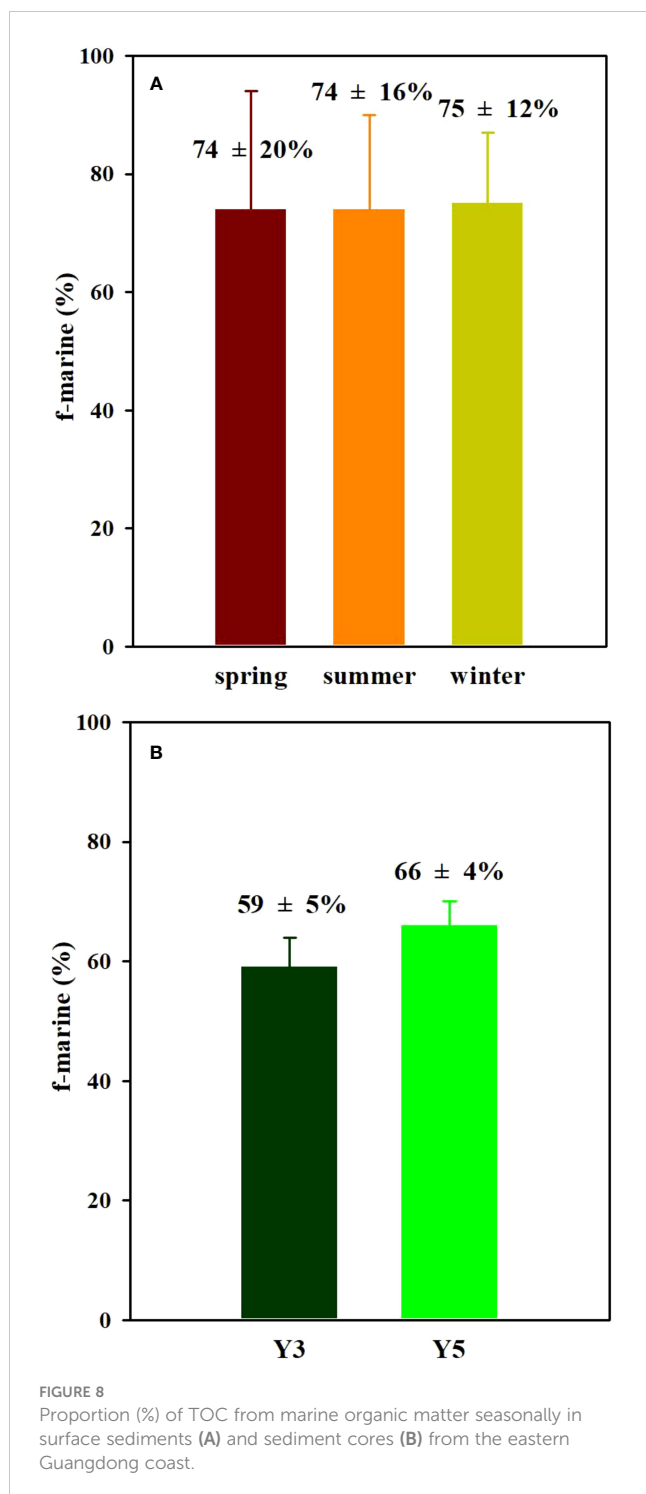 100
A
74 ± 16%
75 ± 12%
74 ± 20%
80
60
40
20
0
f-marine (%)
spring summer winter
100
B
66 ± 4%
59 ± 5%
80
60
40
20
0
f-marine (%)
Y3 Y5
FIGURE 8
Proportion (%) of TOC from marine organic matter seasonally in
surface sediments (A) and sediment cores (B) from the eastern
Guangdong coast.